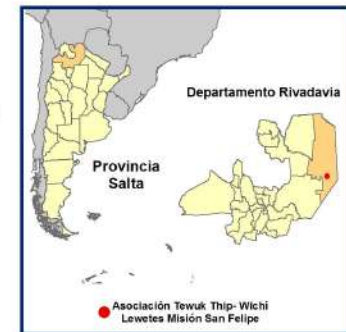 Departamento Rivadavia
Provincia
Salta
Asociación Tewuk Thip- Wichi
Lewetes Misión San Felipe